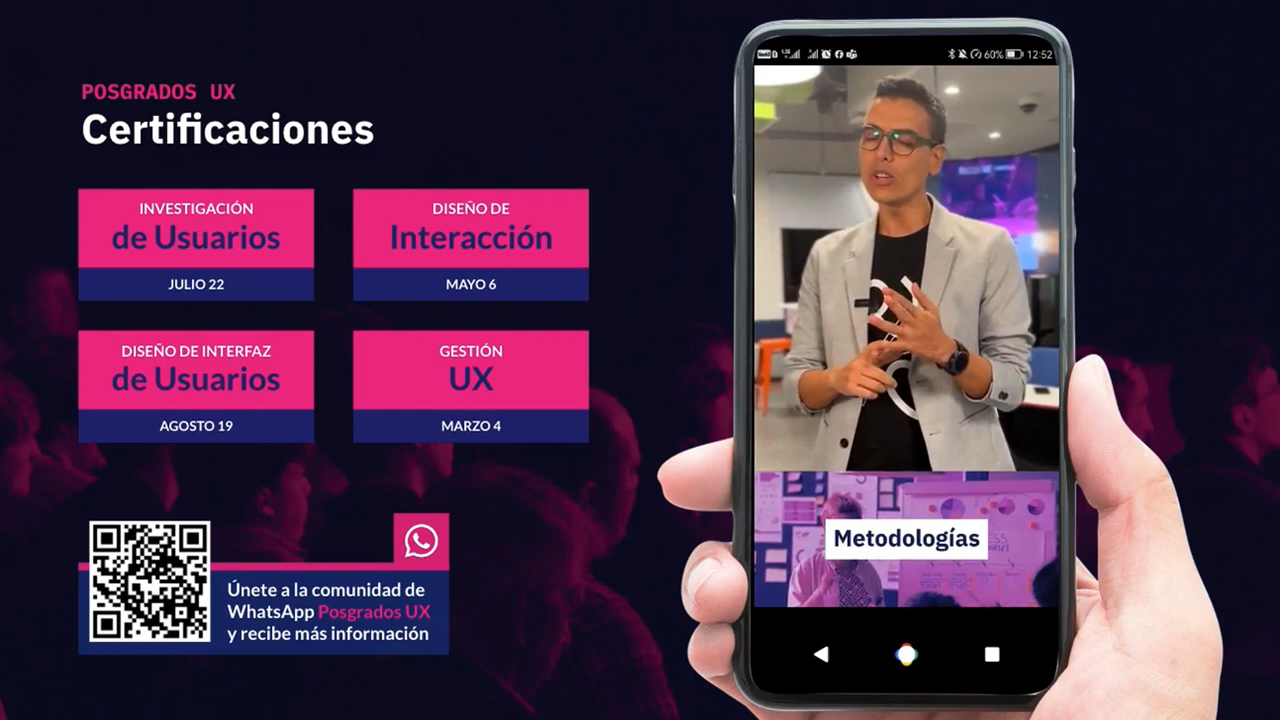 POSGRADOS UX
Certificaciones
INVESTIGACIÓN
de Usuarios
JULIO 22
DISEÑO DE
Interacción
MAYO 6
DISEÑO DE INTERFAZ
de Usuarios
AGOSTO 19
GESTIÓN
UX
MARZO 4
Únete a la comunidad de
WhatsApp Posgrados UX
y recibe más información
60% 12:52
Metodologías